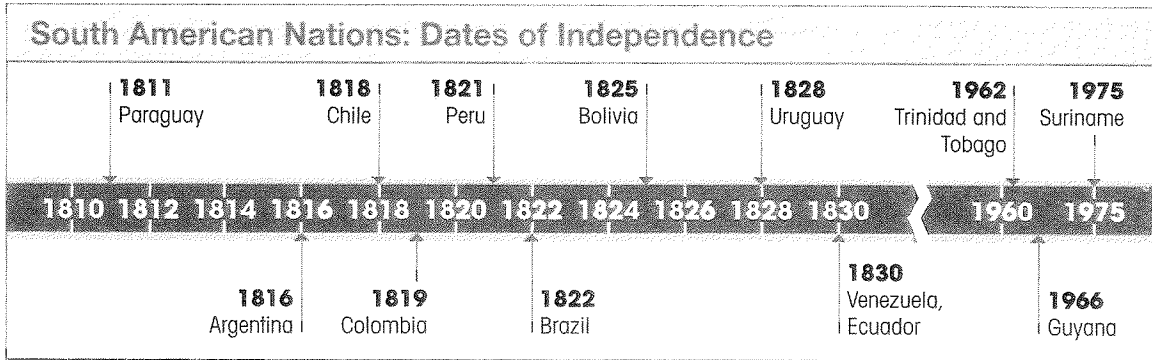 South American Nations: Dates of Independence
1811
Paraguay
1818
Chile
1821
Peru
1825
Bolivia
1828
Uruguay
1962
Trinidad and
Tobago
1975
Suriname
1810 1812 1814 1816 1818 1820 1822 1824 1826 1828 1830 1960 1975
1816
Argentina
1819
Colombia
1822
Brazil
1830
Venezuela,
Ecuador
1966
Guyana